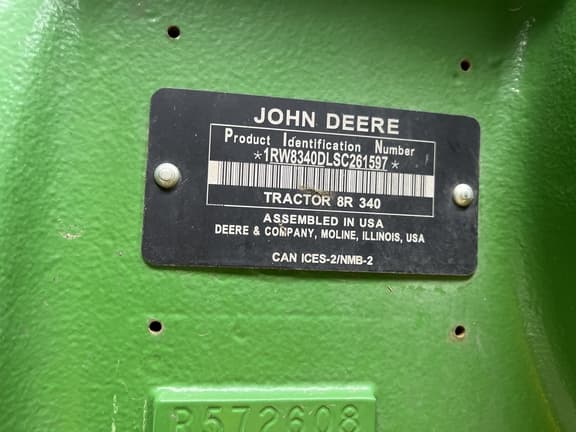 JOHN DEERE
Product Identification Number
*1RW8340DLSC261597*
TRACTOR 8R 340
ASSEMBLED IN USA
DEERE & COMPANY, MOLINE, ILLINOIS, USA
CAN ICES-2/NMB-2
R572608